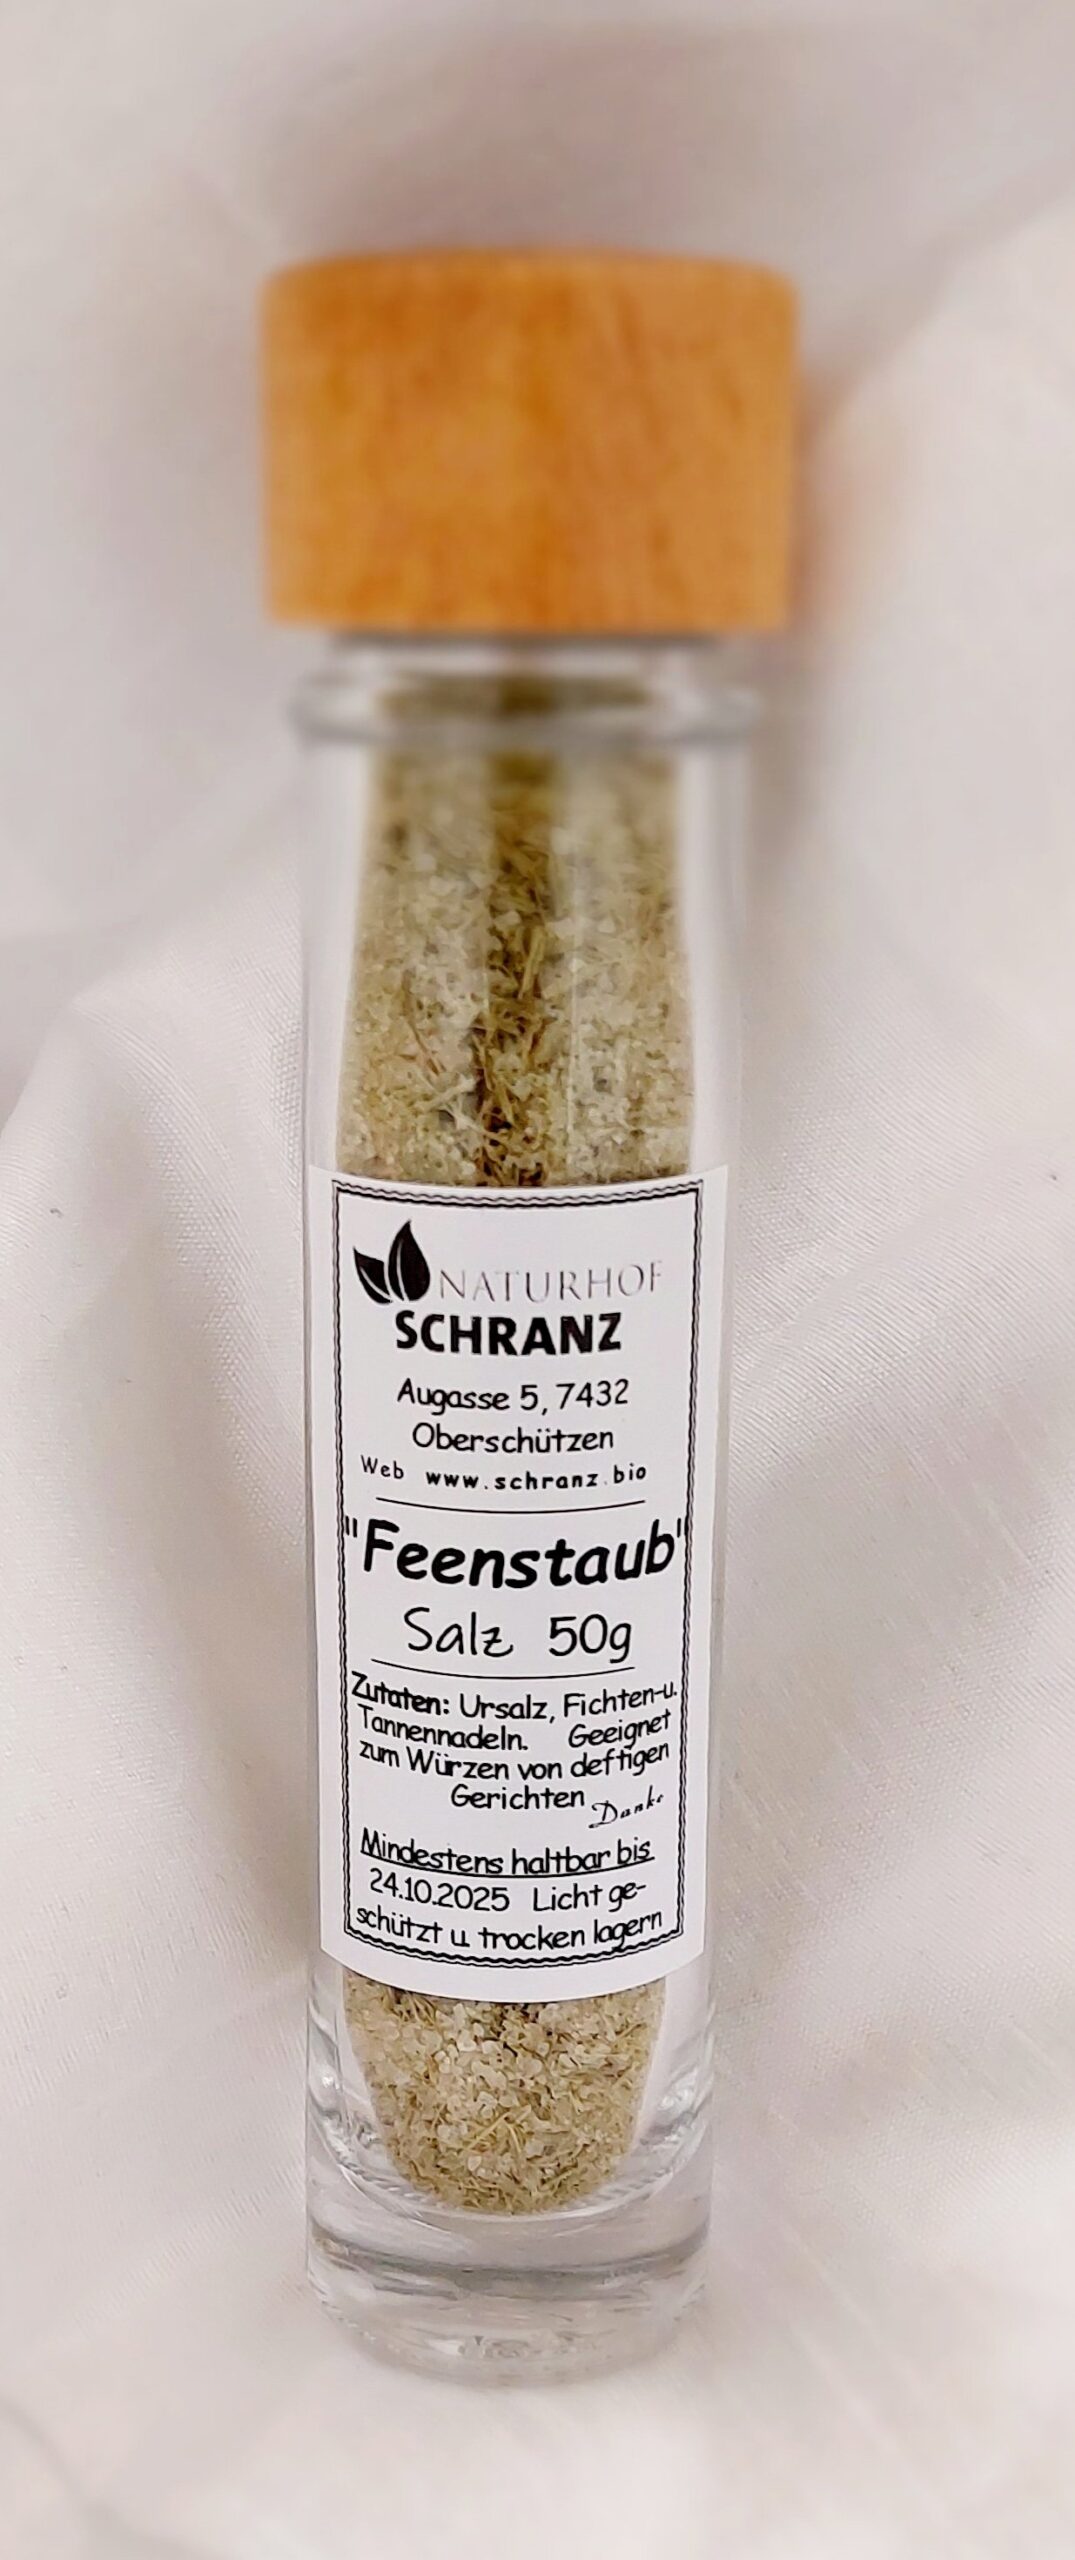 NATURHOF
SCHRANZ
Augasse 5, 7432
Oberschützen
Web www.schranz.bio
"Feenstaub"
Salz 50g
Zutaten: Ursalz, Fichten-u.
Tannennadeln. Geeignet
zum Würzen von deftigen
Gerichten Danke
Mindestens haltbar bis
24.10.2025 Licht ge-
schützt u trocken lagern